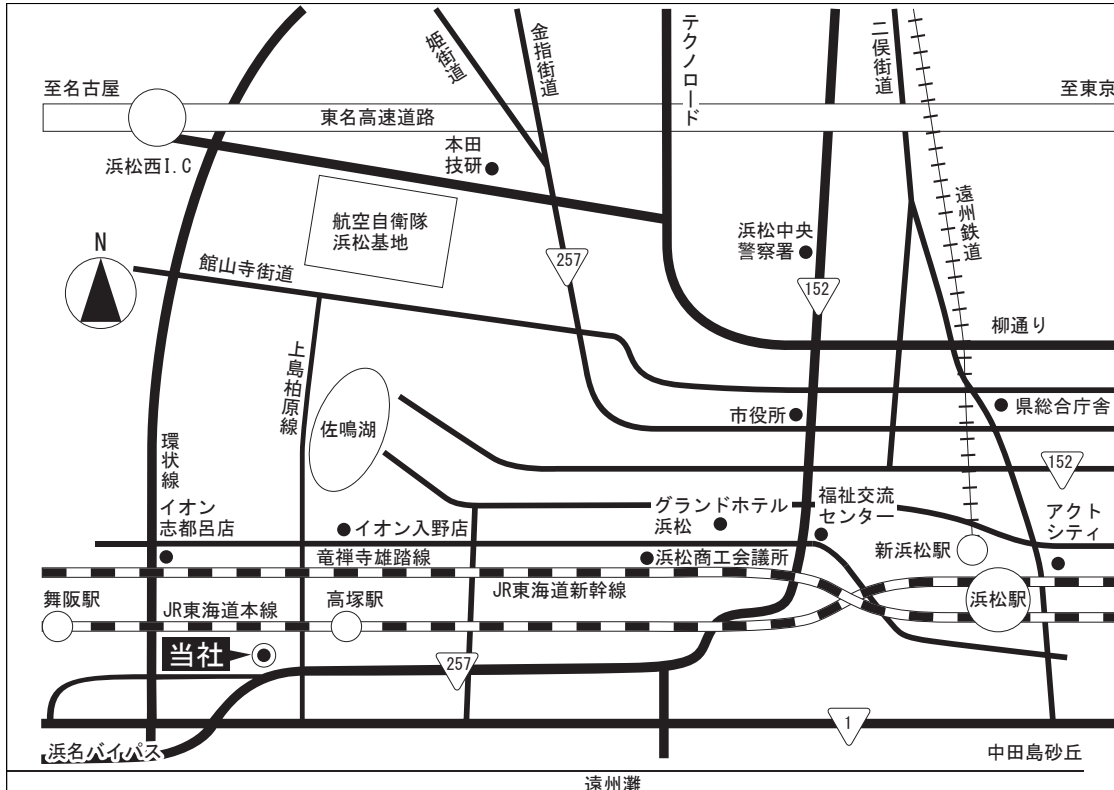 姫街道
金指街道
テクノロード
二俣街道
至名古屋
至東京
東名高速道路
浜松西I.C
本田
技研
航空自衛隊
浜松基地
N
館山寺街道
257
浜松中央
警察署
152
遠州鉄道
柳通り
上島柏原線
佐鳴湖
市役所
県総合庁舎
環状線
152
イオン
志都呂店
イオン入野店
グランドホテル
浜松
福祉交流
センター
新浜松駅
アクト
シティ
竜禅寺雄踏線
浜松商工会議所
JR東海道新幹線
舞阪駅
JR東海道本線
高塚駅
浜松駅
当社
257
1
浜名バイパス
中田島砂丘
遠州灘